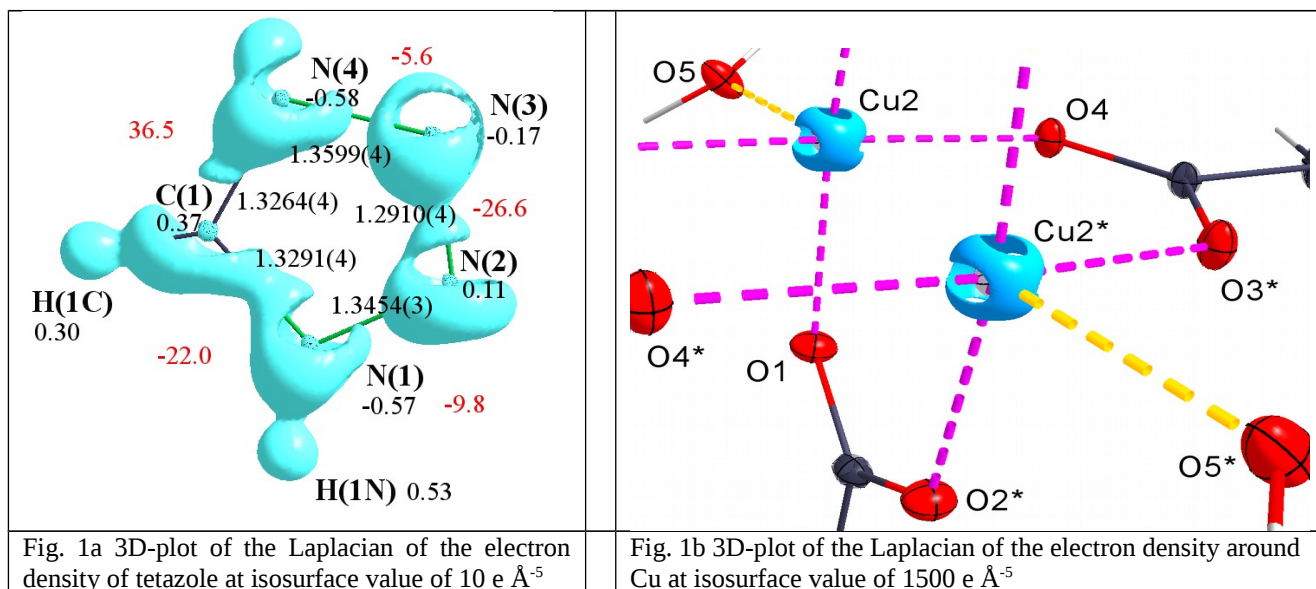 -5.6
N(4)
-0.58
N(3)
-0.17
36.5
1.3599(4)
C(1)
0.37
1.3264(4)
1.2910(4)
-26.6
1.3291(4)
N(2)
0.11
H(1C)
0.30
1.3454(3)
-22.0
N(1)
-0.57
-9.8
H(1N) 0.53
Fig. 1a 3D-plot of the Laplacian of the electron
density of tetazole at isosurface value of 10 e Å-5
O5
Cu2
O4
Cu2*
O3*
O4*
O1
O5*
O2*
Fig. 1b 3D-plot of the Laplacian of the electron density around
Cu at isosurface value of 1500 e Å-5